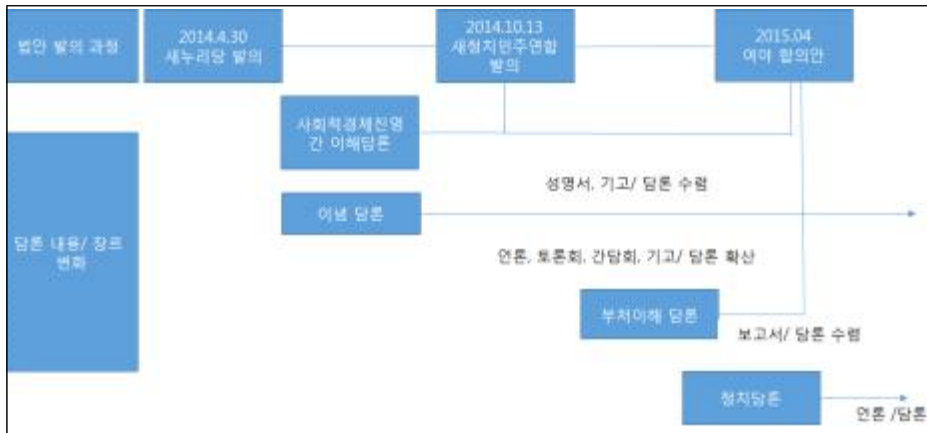 법안 발의 과정
2014.4.30
새누리당 발의
2014.10.13
새정치민주연합
발의
2015.04
여야 합의안
사회적경제진영
간 이해담론
성명서, 기고/ 담론 수렴
이념 담론
담론 내용/ 장르
변화
언론, 토론회, 간담회, 기고/ 담론 확산
부처이해 담론
보고서/ 담론 수렴
정치담론
언론 /담론